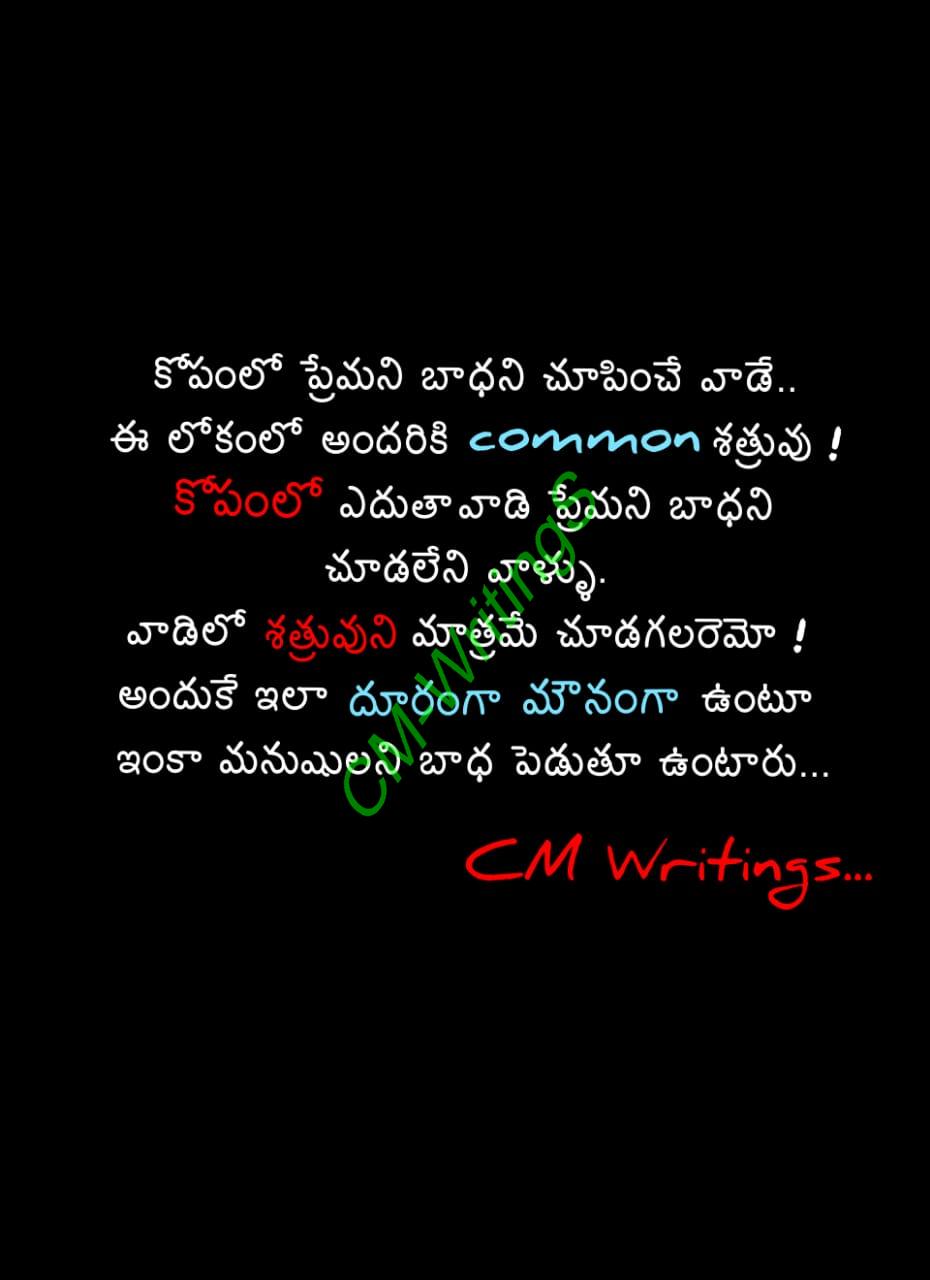 కోపంలో ప్రేమని బాధని చూపించే వాడే..
ఈ లోకంలో అందరికి common శత్రువు !
కోపంలో ఎదుతావాడి ప్రేమని బాధని
చూడలేని వాళ్ళు.
వాడిలో శత్రువుని మాత్రమే చూడగలరెమో !
అందుకే ఇలా దూరంగా మౌనంగా ఉంటూ
ఇంకా మనుషులని బాధ పెడుతూ ఉంటారు...
CM Writings...
CM-WritingS